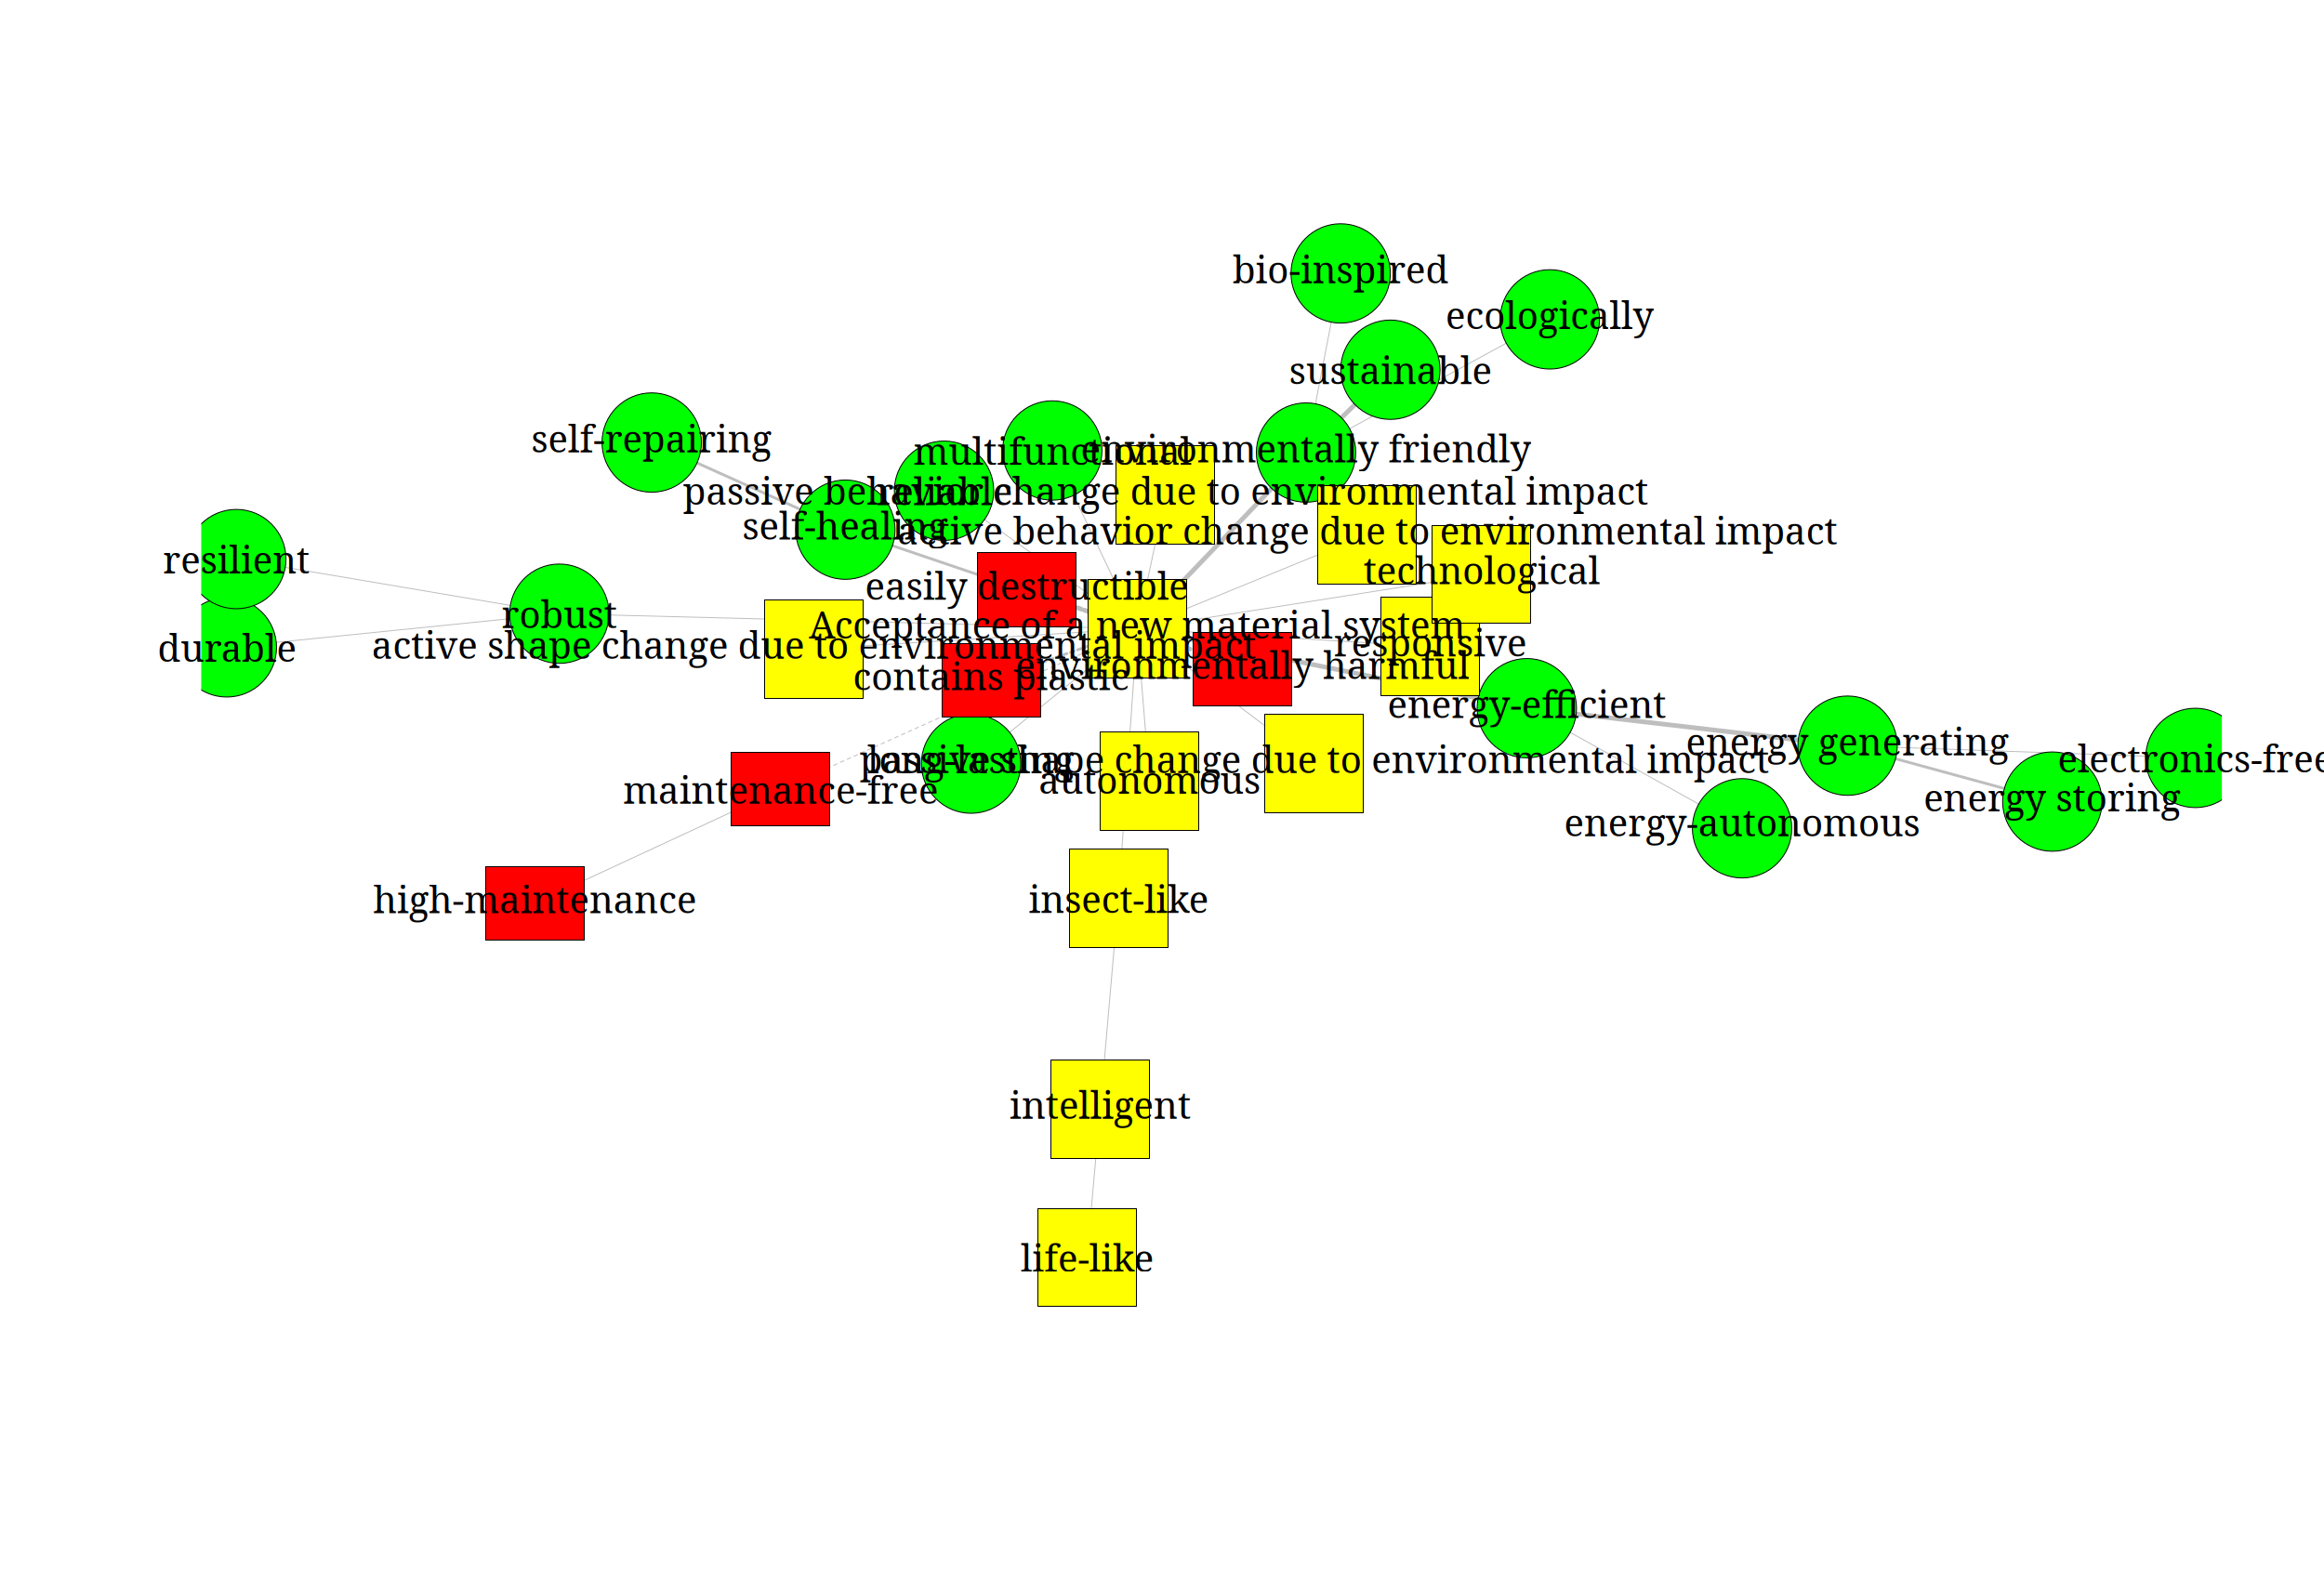 bio-inspired
ecologically
sustainable
self-repairing
multifunctional
environmentally friendly
passive behavior change due to environmental impact
reliable
self-healing
active behavior change due to environmental impact
resilient
technological
easily destructible
robust
Acceptance of a new material system
durable
active shape change due to environmental impact
responsive
environmentally harmful
contains plastic
energy-efficient
energy generating
long-lasting
passive shape change due to environmental impact
electronics-free
autonomous
maintenance-free
energy storing
energy-autonomous
high-maintenance
insect-like
intelligent
life-like